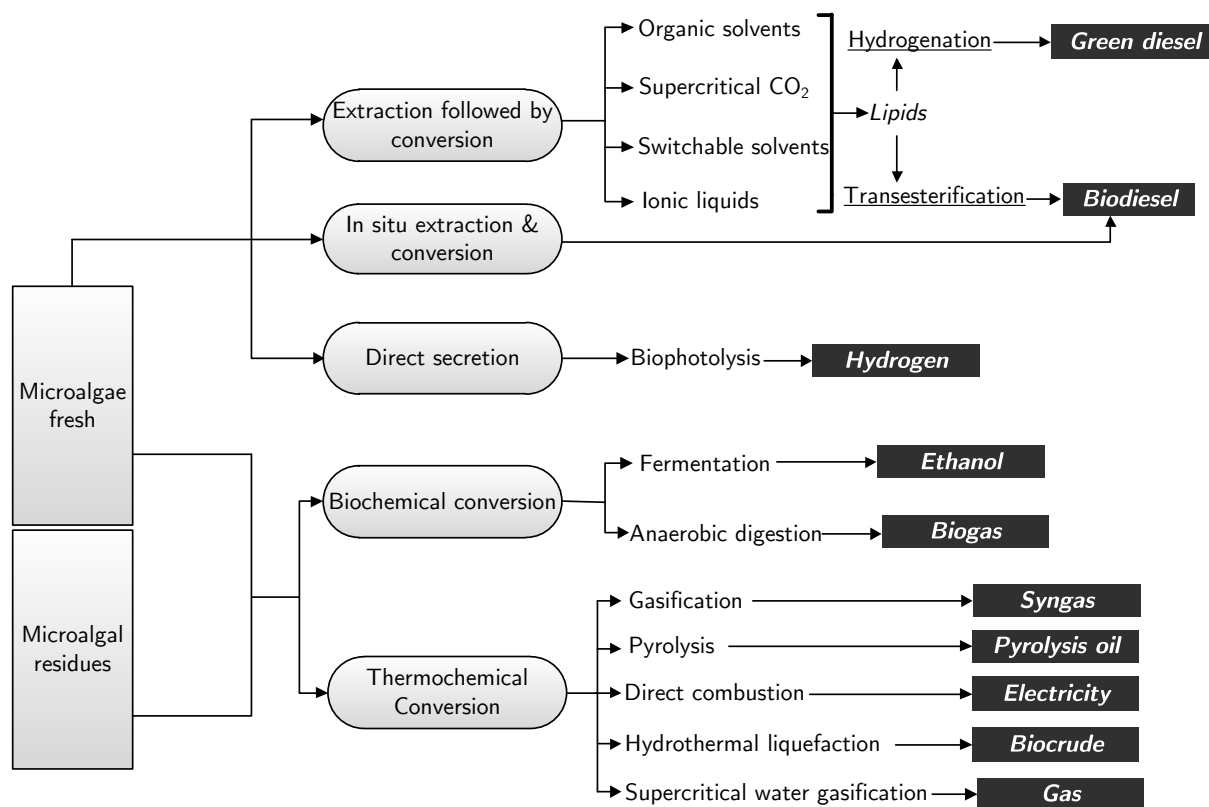 Organic solvents
Hydrogenation
Green diesel
Supercritical CO₂
Extraction followed by
conversion
Lipids
Switchable solvents
Ionic liquids
Transesterification
Biodiesel
In situ extraction &
conversion
Direct secretion
Biophotolysis
Hydrogen
Microalgae
fresh
Fermentation
Ethanol
Biochemical conversion
Anaerobic digestion
Biogas
Microalgal
residues
Gasification
Syngas
Pyrolysis
Pyrolysis oil
Thermochemical
Conversion
Direct combustion
Electricity
Hydrothermal liquefaction
Biocrude
Supercritical water gasification
Gas